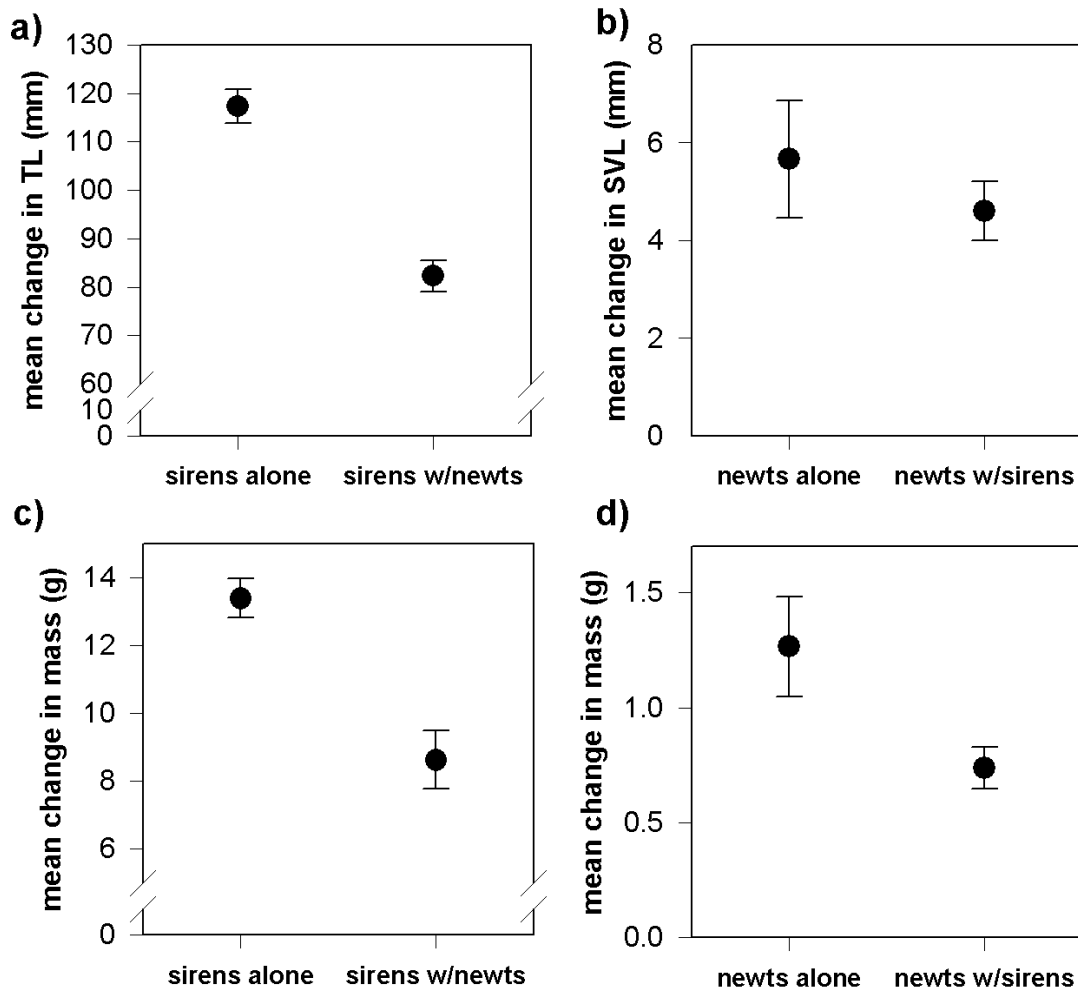 a)
mean change in TL (mm)
130
120
110
100
90
80
70
60
10
0
sirens alone sirens w/newts
b)
mean change in SVL (mm)
8
6
4
2
0
newts alone newts w/sirens
c)
mean change in mass (g)
14
12
10
8
6
0
sirens alone sirens w/newts
d)
mean change in mass (g)
1.5
1.0
0.5
0.0
newts alone newts w/sirens